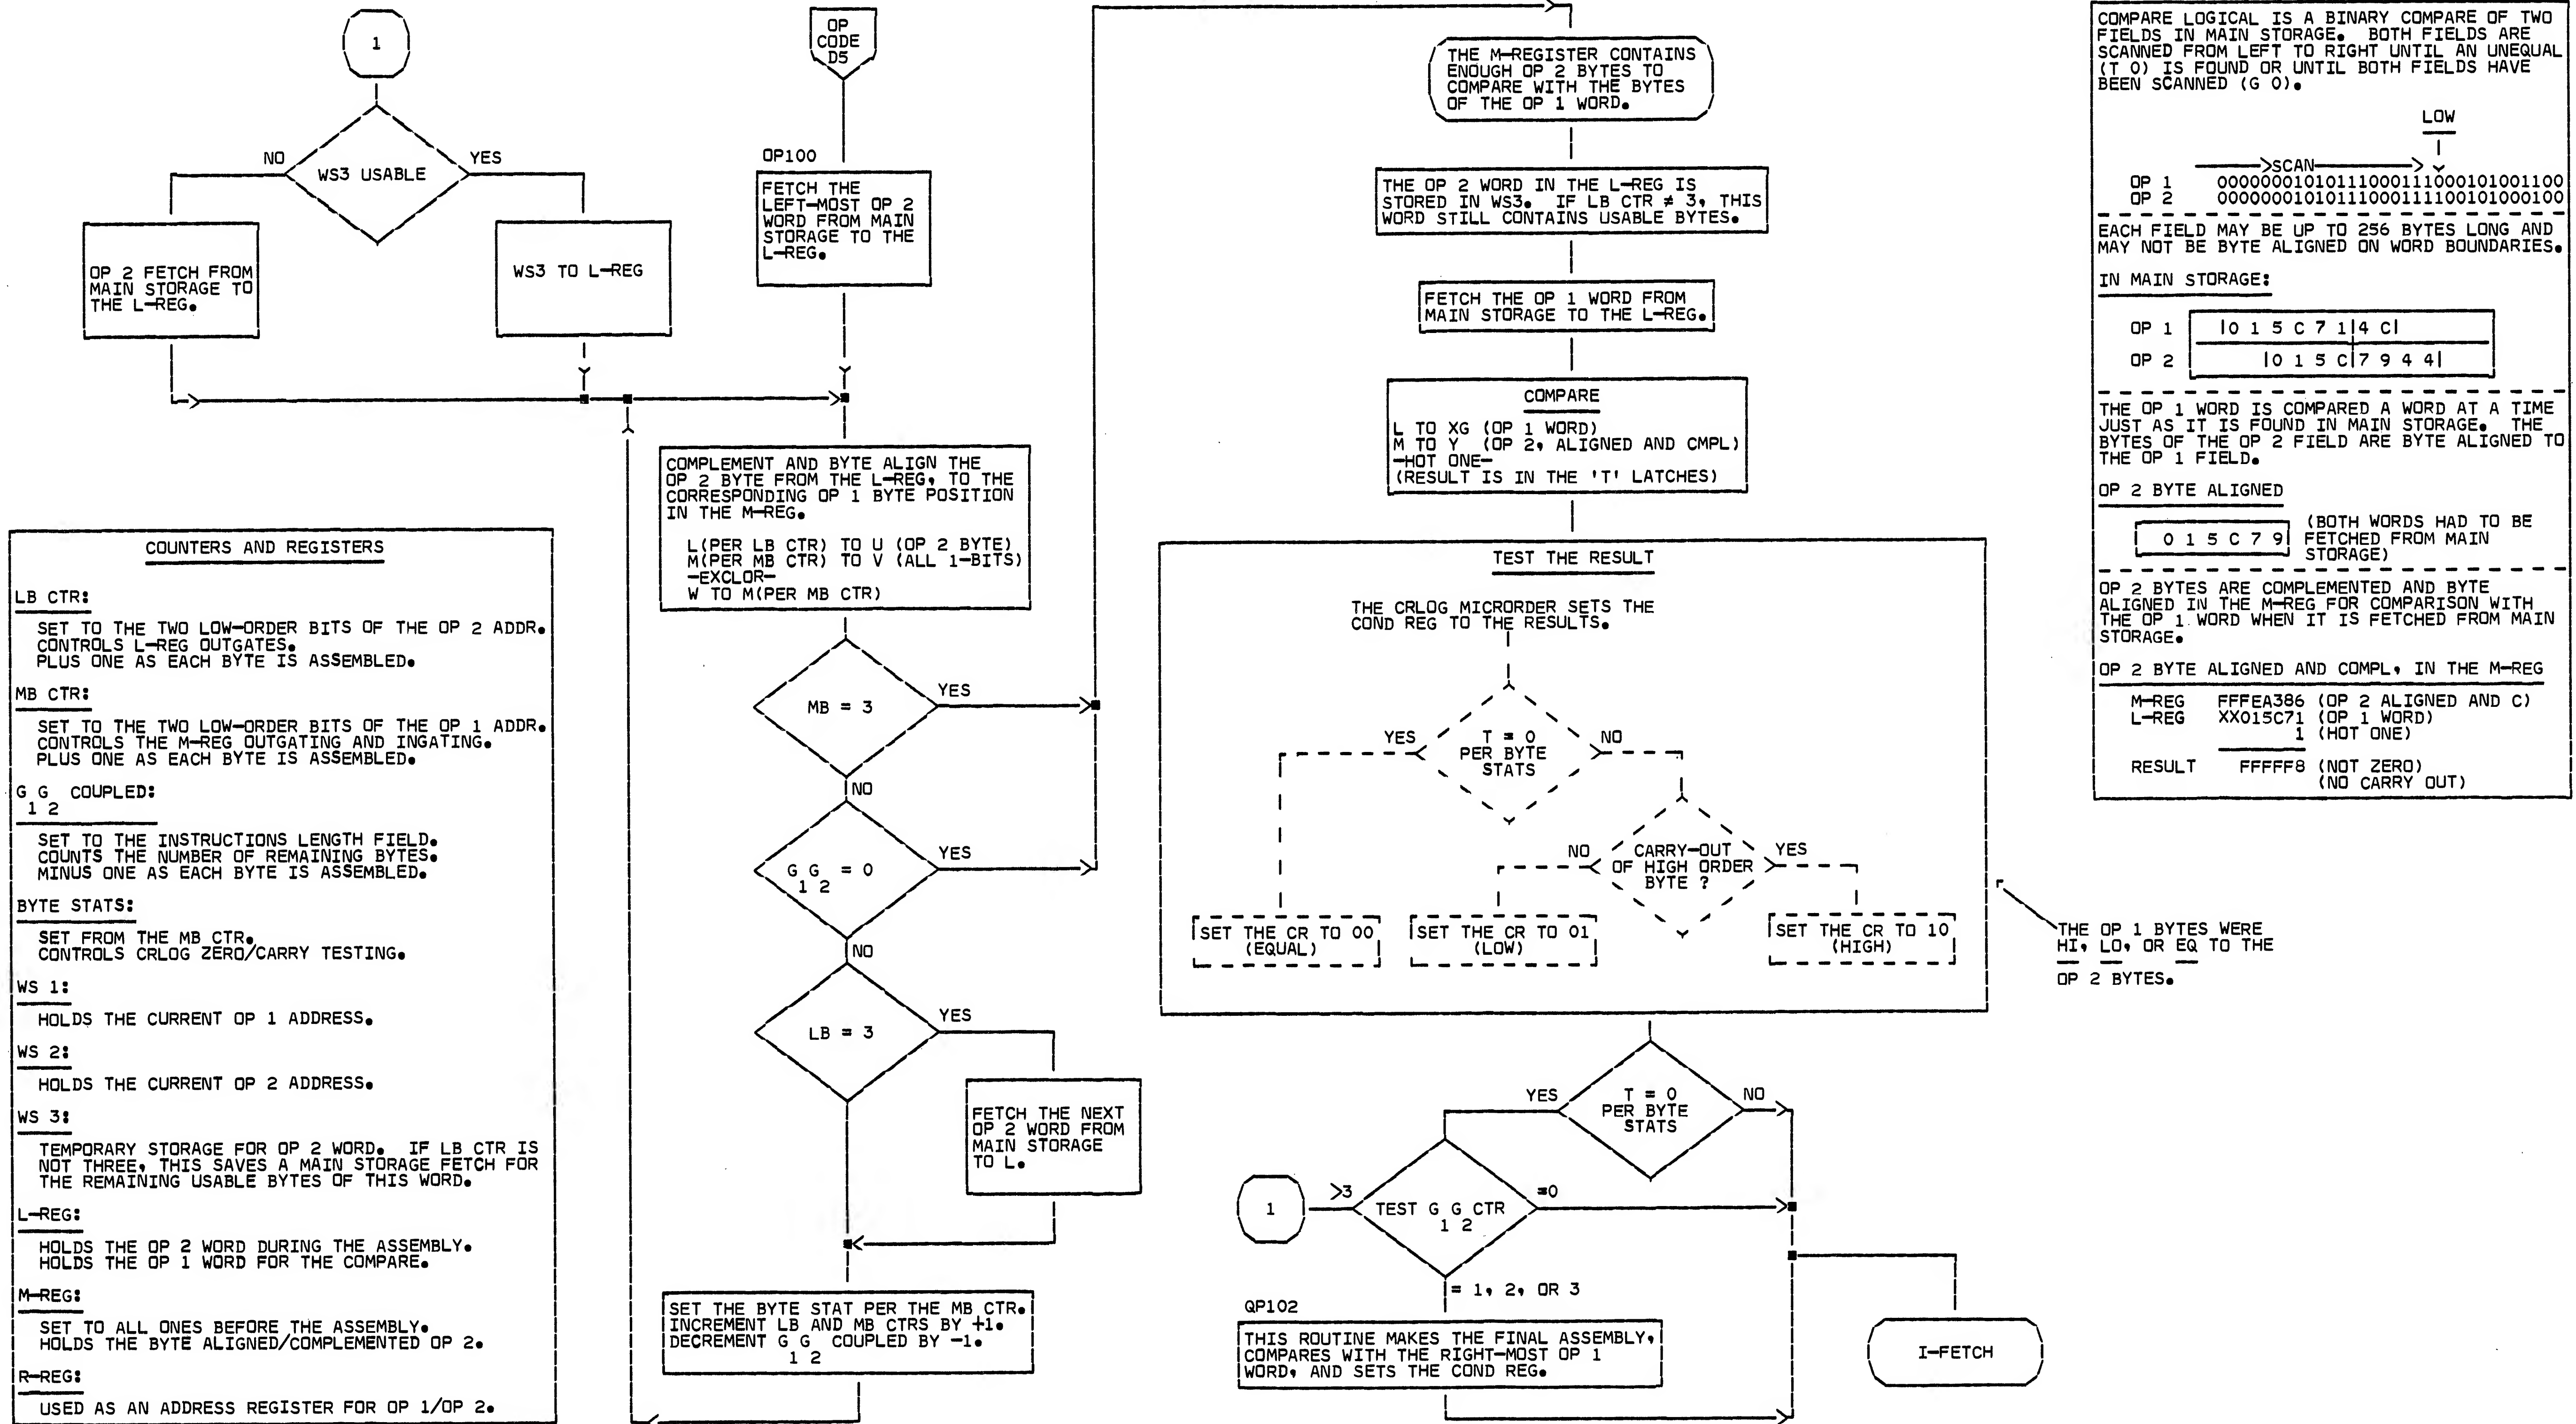 1
WS3 USABLE
NO
YES
OP 2 FETCH FROM
MAIN STORAGE TO
THE L-REG.
WS3 TO L-REG
OP
CODE
D5
OP100
FETCH THE
LEFT-MOST OP 2
WORD FROM MAIN
STORAGE TO THE
L-REG.
COMPLEMENT AND BYTE ALIGN THE
OP 2 BYTE FROM THE L-REG, TO THE
CORRESPONDING OP 1 BYTE POSITION
IN THE M-REG.
L(PER LB CTR) TO U (OP 2 BYTE)
M(PER MB CTR) TO V (ALL 1-BITS)
-EXCLOR-
W TO M(PER MB CTR)
MB = 3
YES
NO
G G = 0
1 2
YES
NO
LB = 3
YES
FETCH THE NEXT
OP 2 WORD FROM
MAIN STORAGE
TO L.
SET THE BYTE STAT PER THE MB CTR.
INCREMENT LB AND MB CTRS BY +1.
DECREMENT G G COUPLED BY -1.
1 2
COUNTERS AND REGISTERS
LB CTR:
SET TO THE TWO LOW-ORDER BITS OF THE OP 2 ADDR.
CONTROLS L-REG OUTGATES.
PLUS ONE AS EACH BYTE IS ASSEMBLED.
MB CTR:
SET TO THE TWO LOW-ORDER BITS OF THE OP 1 ADDR.
CONTROLS THE M-REG OUTGATING AND INGATING.
PLUS ONE AS EACH BYTE IS ASSEMBLED.
G G COUPLED:
1 2
SET TO THE INSTRUCTIONS LENGTH FIELD.
COUNTS THE NUMBER OF REMAINING BYTES.
MINUS ONE AS EACH BYTE IS ASSEMBLED.
BYTE STATS:
SET FROM THE MB CTR.
CONTROLS CRLOG ZERO/CARRY TESTING.
WS 1:
HOLDS THE CURRENT OP 1 ADDRESS.
WS 2:
HOLDS THE CURRENT OP 2 ADDRESS.
WS 3:
TEMPORARY STORAGE FOR OP 2 WORD. IF LB CTR IS
NOT THREE, THIS SAVES A MAIN STORAGE FETCH FOR
THE REMAINING USABLE BYTES OF THIS WORD.
L-REG:
HOLDS THE OP 2 WORD DURING THE ASSEMBLY.
HOLDS THE OP 1 WORD FOR THE COMPARE.
M-REG:
SET TO ALL ONES BEFORE THE ASSEMBLY.
HOLDS THE BYTE ALIGNED/COMPLEMENTED OP 2.
R-REG:
USED AS AN ADDRESS REGISTER FOR OP 1/OP 2.
THE M-REGISTER CONTAINS
ENOUGH OP 2 BYTES TO
COMPARE WITH THE BYTES
OF THE OP 1 WORD.
THE OP 2 WORD IN THE L-REG IS
STORED IN WS3. IF LB CTR ≠ 3, THIS
WORD STILL CONTAINS USABLE BYTES.
FETCH THE OP 1 WORD FROM
MAIN STORAGE TO THE L-REG.
COMPARE
L TO XG (OP 1 WORD)
M TO Y (OP 2, ALIGNED AND CMPL)
-HOT ONE-
(RESULT IS IN THE 'T' LATCHES)
TEST THE RESULT
THE CRLOG MICRORDER SETS THE
COND REG TO THE RESULTS.
T = 0
PER BYTE
STATS
YES
NO
CARRY-OUT
OF HIGH ORDER
BYTE ?
NO
YES
SET THE CR TO 00
(EQUAL)
SET THE CR TO 01
(LOW)
SET THE CR TO 10
(HIGH)
THE OP 1 BYTES WERE
HI, LO, OR EQ TO THE
OP 2 BYTES.
T = 0
PER BYTE
STATS
YES
NO
TEST G G CTR
1 2
>3
=0
1
= 1, 2, OR 3
QP102
THIS ROUTINE MAKES THE FINAL ASSEMBLY,
COMPARES WITH THE RIGHT-MOST OP 1
WORD, AND SETS THE COND REG.
I-FETCH
COMPARE LOGICAL IS A BINARY COMPARE OF TWO
FIELDS IN MAIN STORAGE. BOTH FIELDS ARE
SCANNED FROM LEFT TO RIGHT UNTIL AN UNEQUAL
(T 0) IS FOUND OR UNTIL BOTH FIELDS HAVE
BEEN SCANNED (G 0).
LOW
SCAN
OP 1 00000001010111000111000101001100
OP 2 00000001010111000111100101000100
EACH FIELD MAY BE UP TO 256 BYTES LONG AND
MAY NOT BE BYTE ALIGNED ON WORD BOUNDARIES.
IN MAIN STORAGE:
OP 1 |0 1 5 C 7 1|4 C|
OP 2 |0 1 5 C|7 9 4 4|
THE OP 1 WORD IS COMPARED A WORD AT A TIME
JUST AS IT IS FOUND IN MAIN STORAGE. THE
BYTES OF THE OP 2 FIELD ARE BYTE ALIGNED TO
THE OP 1 FIELD.
OP 2 BYTE ALIGNED
0 1 5 C 7 9
(BOTH WORDS HAD TO BE
FETCHED FROM MAIN
STORAGE)
OP 2 BYTES ARE COMPLEMENTED AND BYTE
ALIGNED IN THE M-REG FOR COMPARISON WITH
THE OP 1 WORD WHEN IT IS FETCHED FROM MAIN
STORAGE.
OP 2 BYTE ALIGNED AND COMPL, IN THE M-REG
M-REG FFFEA386 (OP 2 ALIGNED AND C)
L-REG XX015C71 (OP 1 WORD)
1 (HOT ONE)
RESULT FFFFF8 (NOT ZERO)
(NO CARRY OUT)